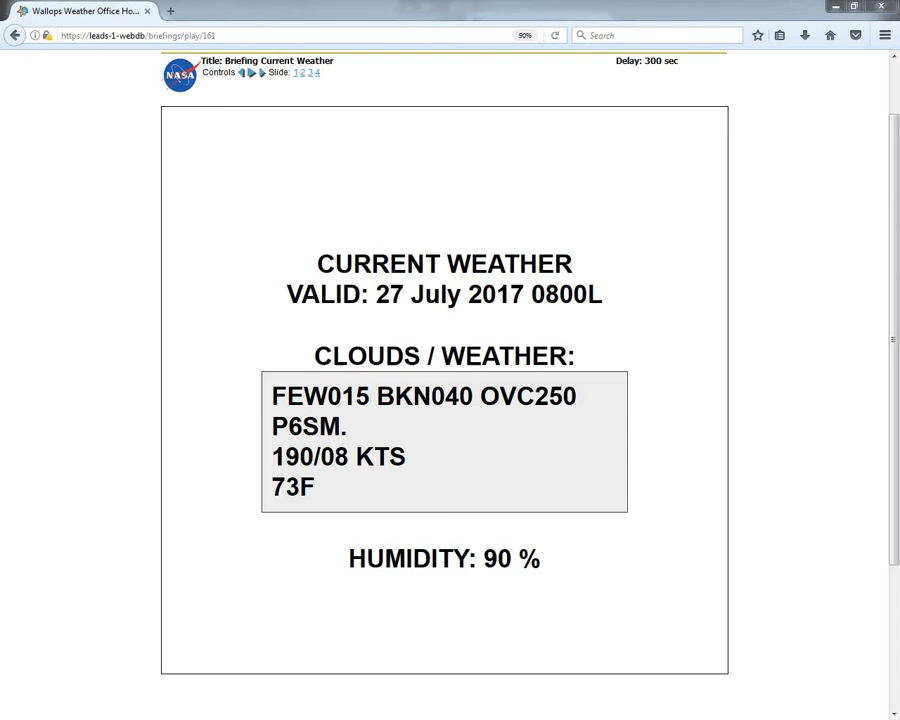 Wallops Weather Office Ho...
https://leads-1-webdb/briefings/play/161
90%
Search
NASA
Title: Briefing Current Weather
Delay: 300 sec
Controls Slide: 1 2 3 4
CURRENT WEATHER
VALID: 27 July 2017 0800L
CLOUDS / WEATHER:
FEW015 BKN040 OVC250
P6SM.
190/08 KTS
73F
HUMIDITY: 90 %